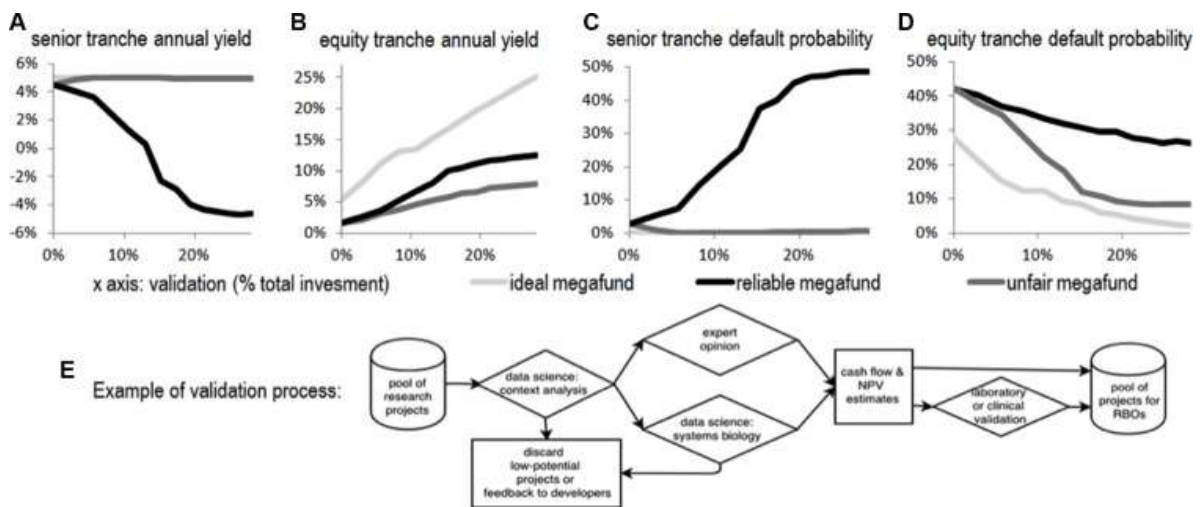 A
senior tranche annual yield
6%
4%
2%
0%
-2%
-4%
-6%
0%
10%
20%
B
equity tranche annual yield
25%
20%
15%
10%
5%
0%
0%
10%
20%
C
senior tranche default probability
50%
40%
30%
20%
10%
0%
0%
10%
20%
D
equity tranche default probability
50%
40%
30%
20%
10%
0%
0%
10%
20%
x axis: validation (% total invesment)
ideal megafund
reliable megafund
unfair megafund
E
Example of validation process:
pool of
research
projects
data science:
context analysis
expert
opinion
data science:
systems biology
discard
low-potential
projects or
feedback to developers
cash flow &
NPV
estimates
laboratory
or clinical
validation
pool of
projects for
RBOs